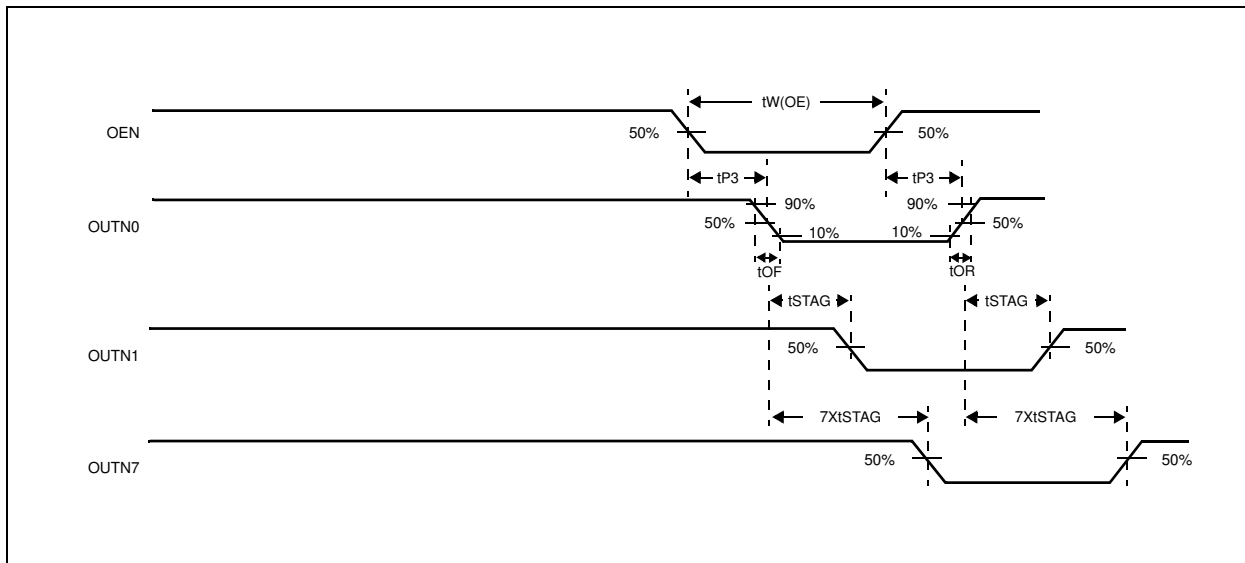 tW(OE)
OEN
50%
50%
tP3
tP3
90%
90%
OUTN0
50%
50%
10%
10%
tOF
tOR
tSTAG
tSTAG
OUTN1
50%
50%
7XtSTAG
7XtSTAG
OUTN7
50%
50%